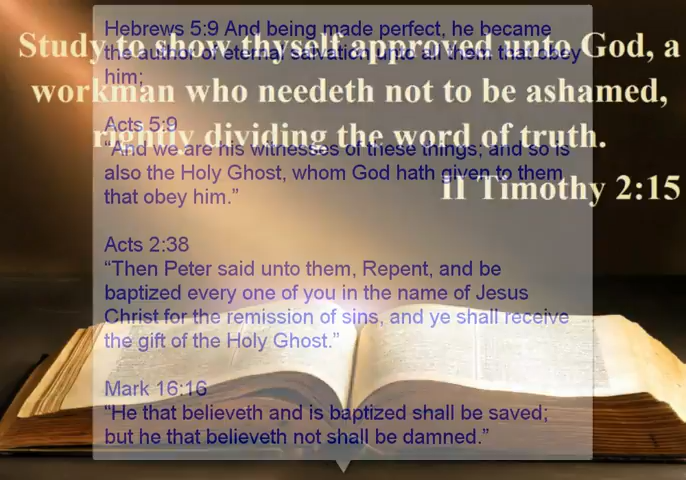 Study to show thyself approved unto God, a
workman who needeth not to be ashamed,
rightly dividing the word of truth.
II Timothy 2:15
Hebrews 5:9 And being made perfect, he became
the author of eternal salvation unto all them that obey
him;
Acts 5:9
“And we are his witnesses of these things; and so is
also the Holy Ghost, whom God hath given to them
that obey him.”
Acts 2:38
“Then Peter said unto them, Repent, and be
baptized every one of you in the name of Jesus
Christ for the remission of sins, and ye shall receive
the gift of the Holy Ghost.”
Mark 16:16
“He that believeth and is baptized shall be saved;
but he that believeth not shall be damned.”